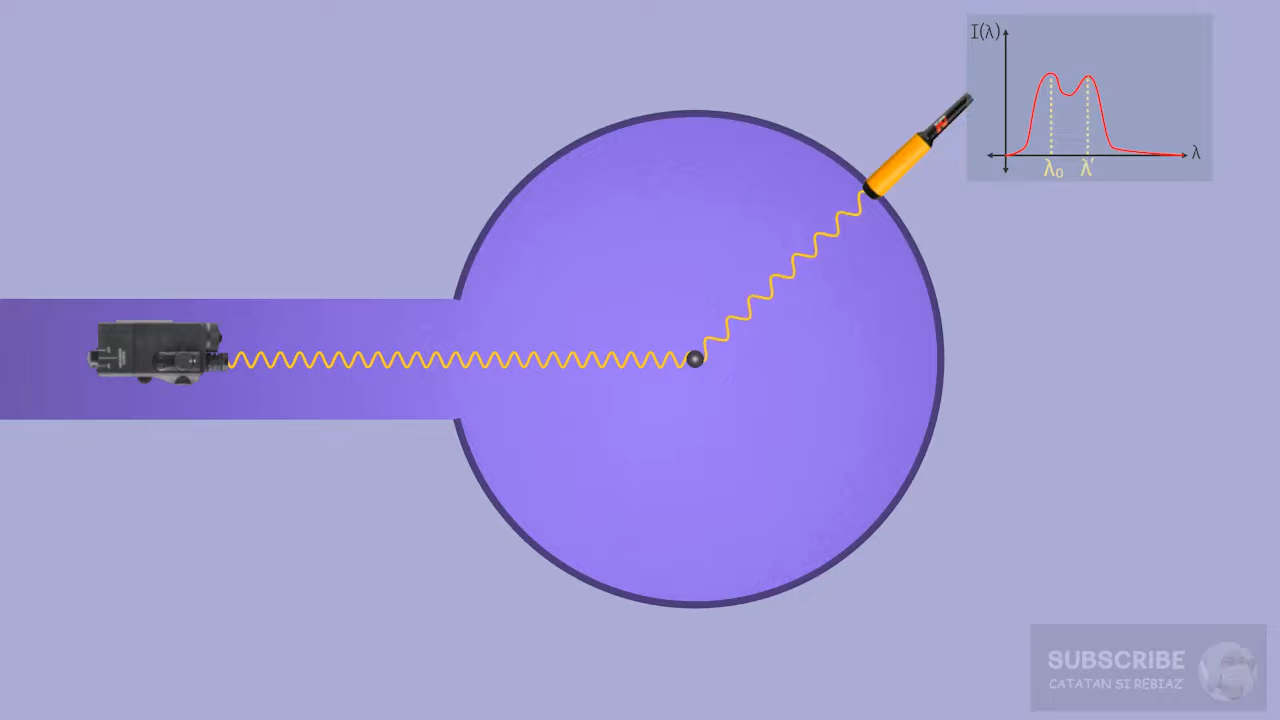 I(λ)
λ
λ₀ λ'
SUBSCRIBE
CATATAN SI REBIAZ